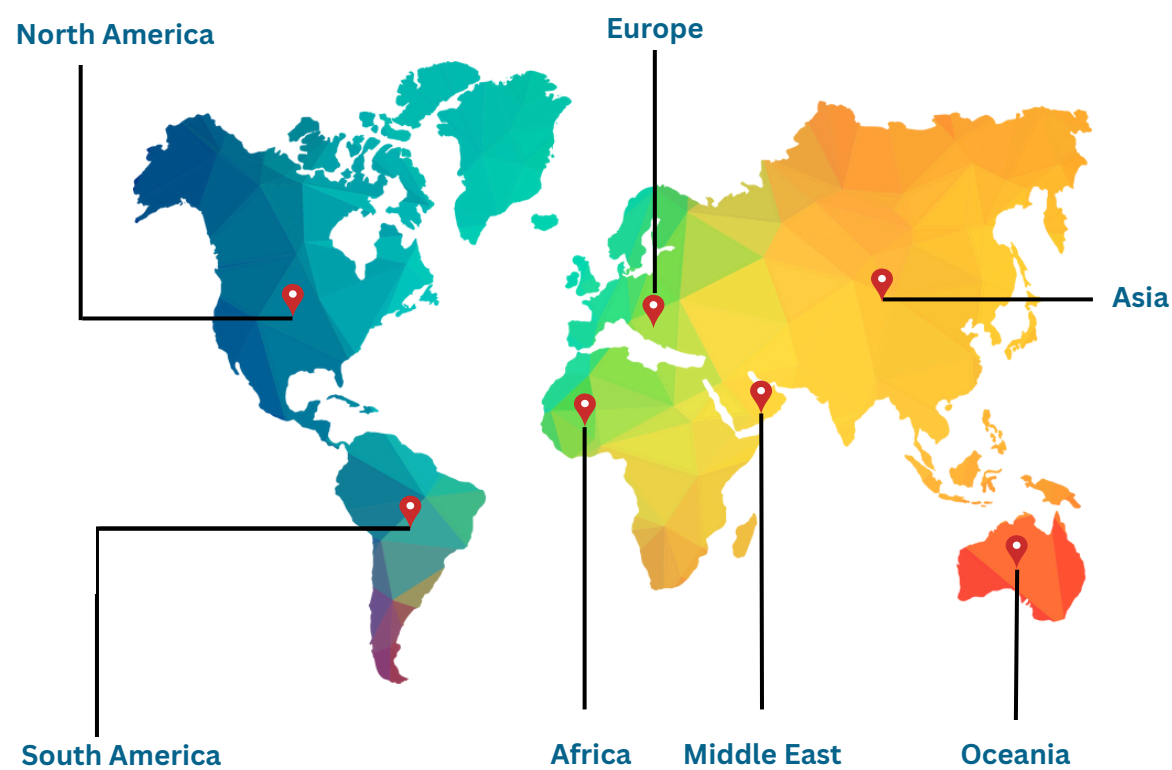 North America
Europe
Asia
South America
Africa
Middle East
Oceania